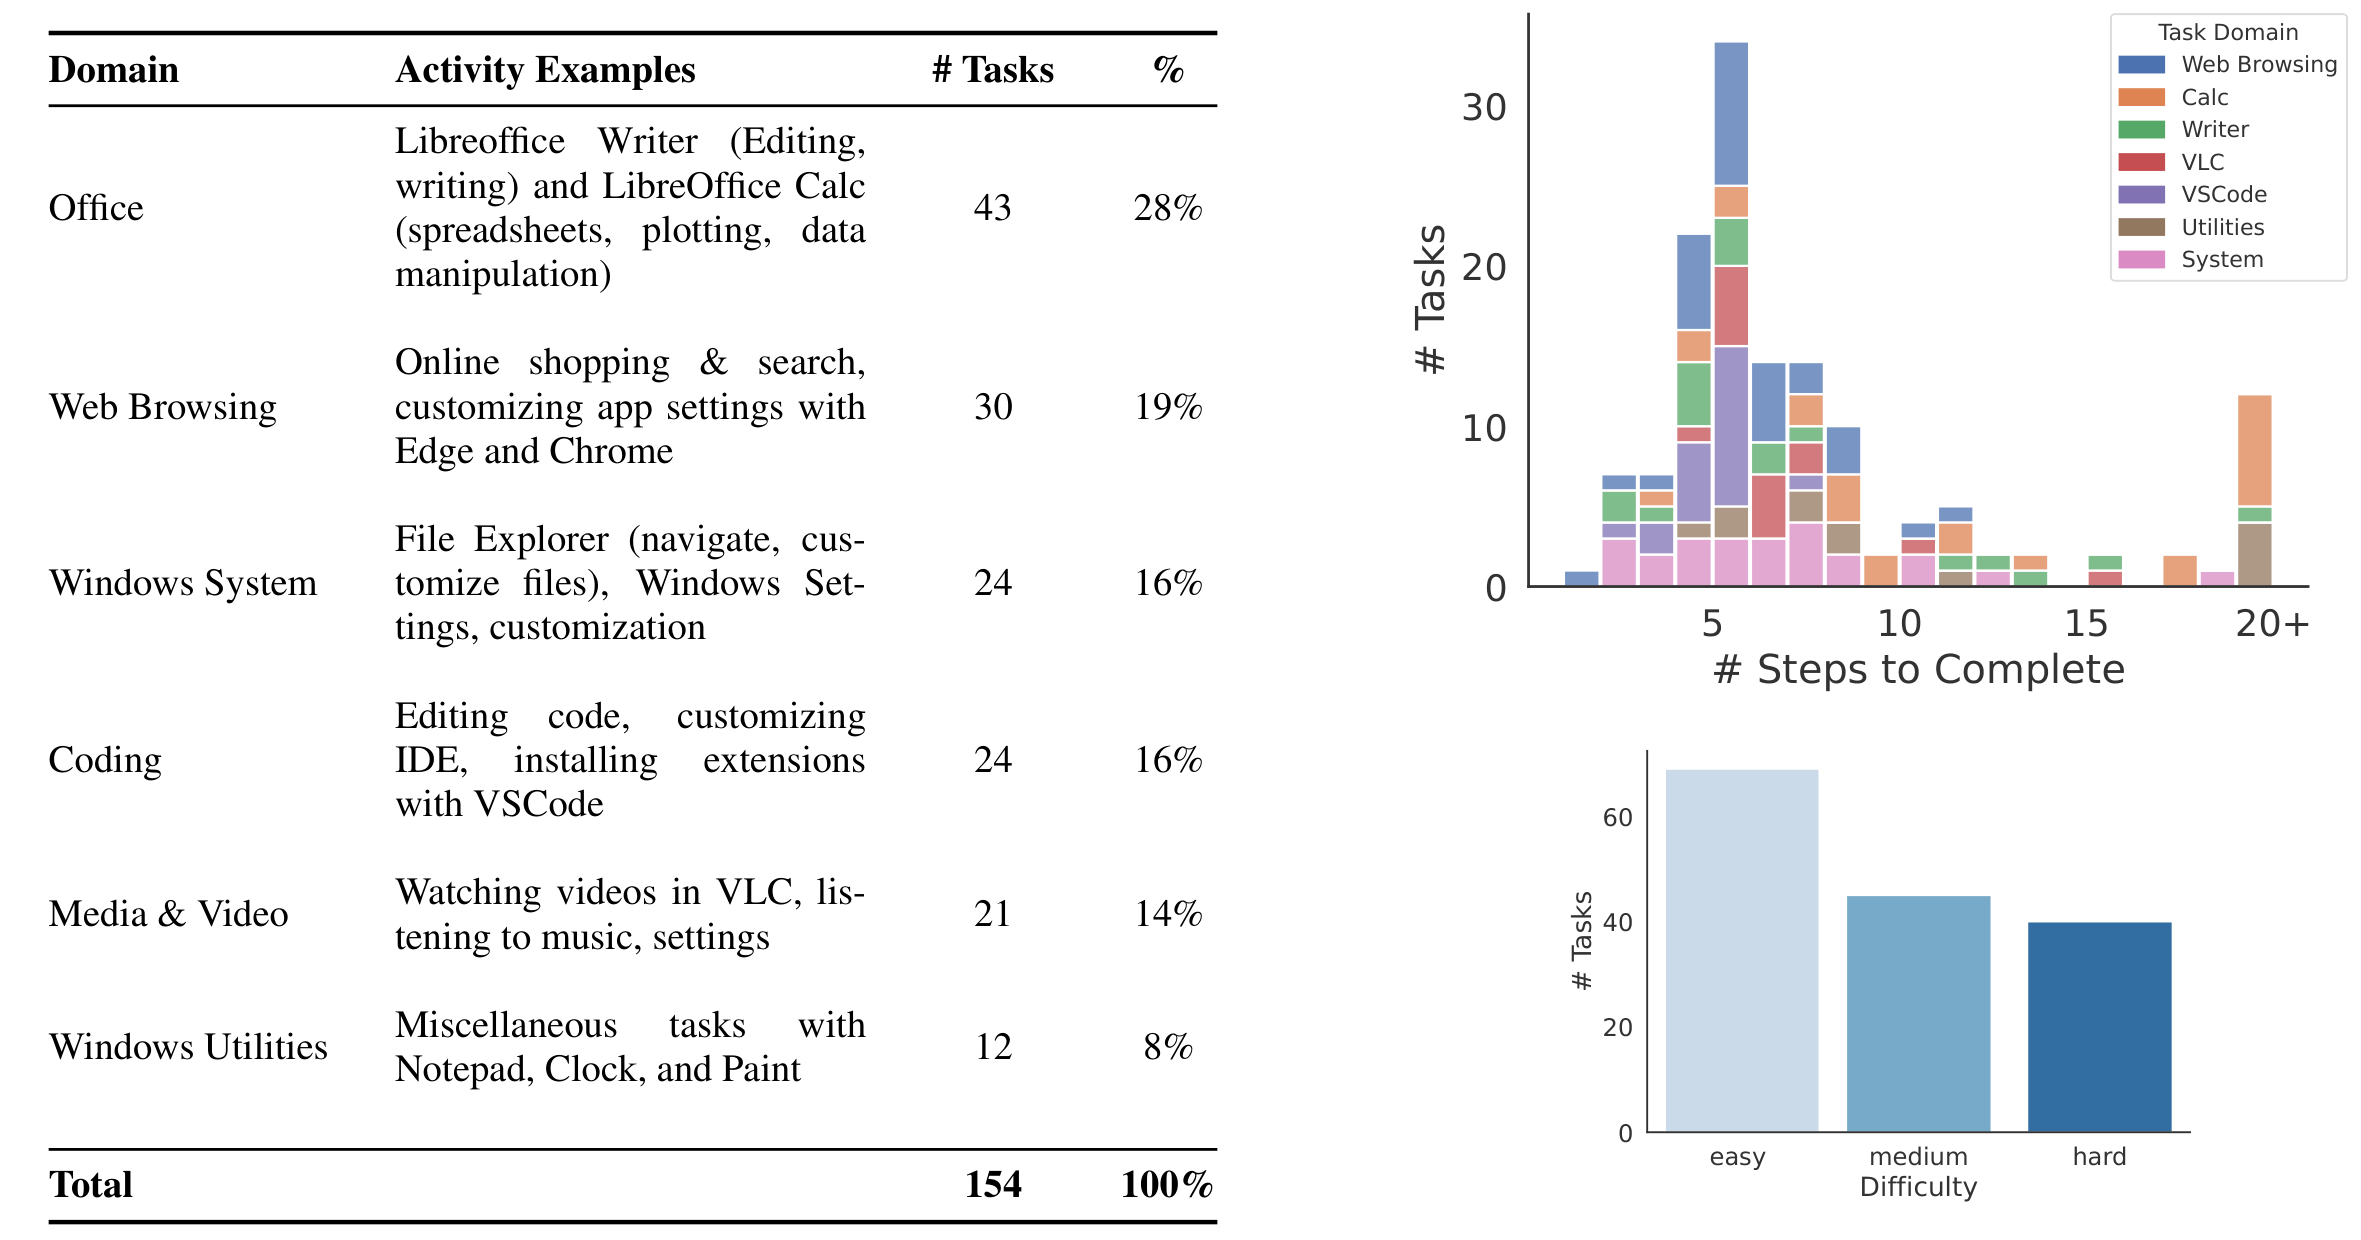 Domain Activity Examples # Tasks %
Office
Libreoffice Writer (Editing,
writing) and LibreOffice Calc
(spreadsheets, plotting, data
manipulation)
43 28%
Web Browsing
Online shopping & search,
customizing app settings with
Edge and Chrome
30 19%
Windows System
File Explorer (navigate, cus-
tomize files), Windows Set-
tings, customization
24 16%
Coding
Editing code, customizing
IDE, installing extensions
with VSCode
24 16%
Media & Video
Watching videos in VLC, lis-
tening to music, settings
21 14%
Windows Utilities
Miscellaneous tasks with
Notepad, Clock, and Paint
12 8%
Total 154 100%
Task Domain
Web Browsing
Calc
Writer
VLC
VSCode
Utilities
System
# Tasks
30
20
10
0
5 10 15 20+
# Steps to Complete
# Tasks
60
40
20
0
easy medium hard
Difficulty